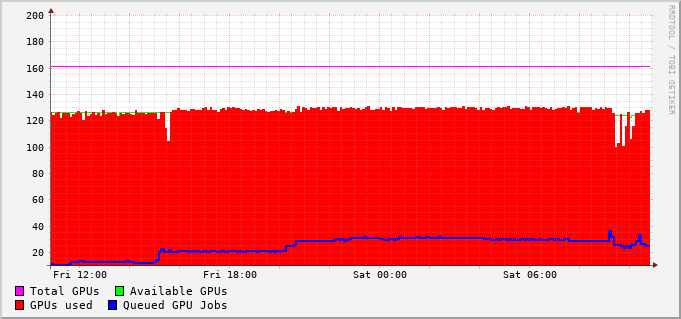 200
180
160
140
120
100
80
60
40
20
Fri 12:00 Fri 18:00 Sat 00:00 Sat 06:00
Total GPUs Available GPUs
GPUs used Queued GPU Jobs
RRDTOOL / TOBI OETIKER